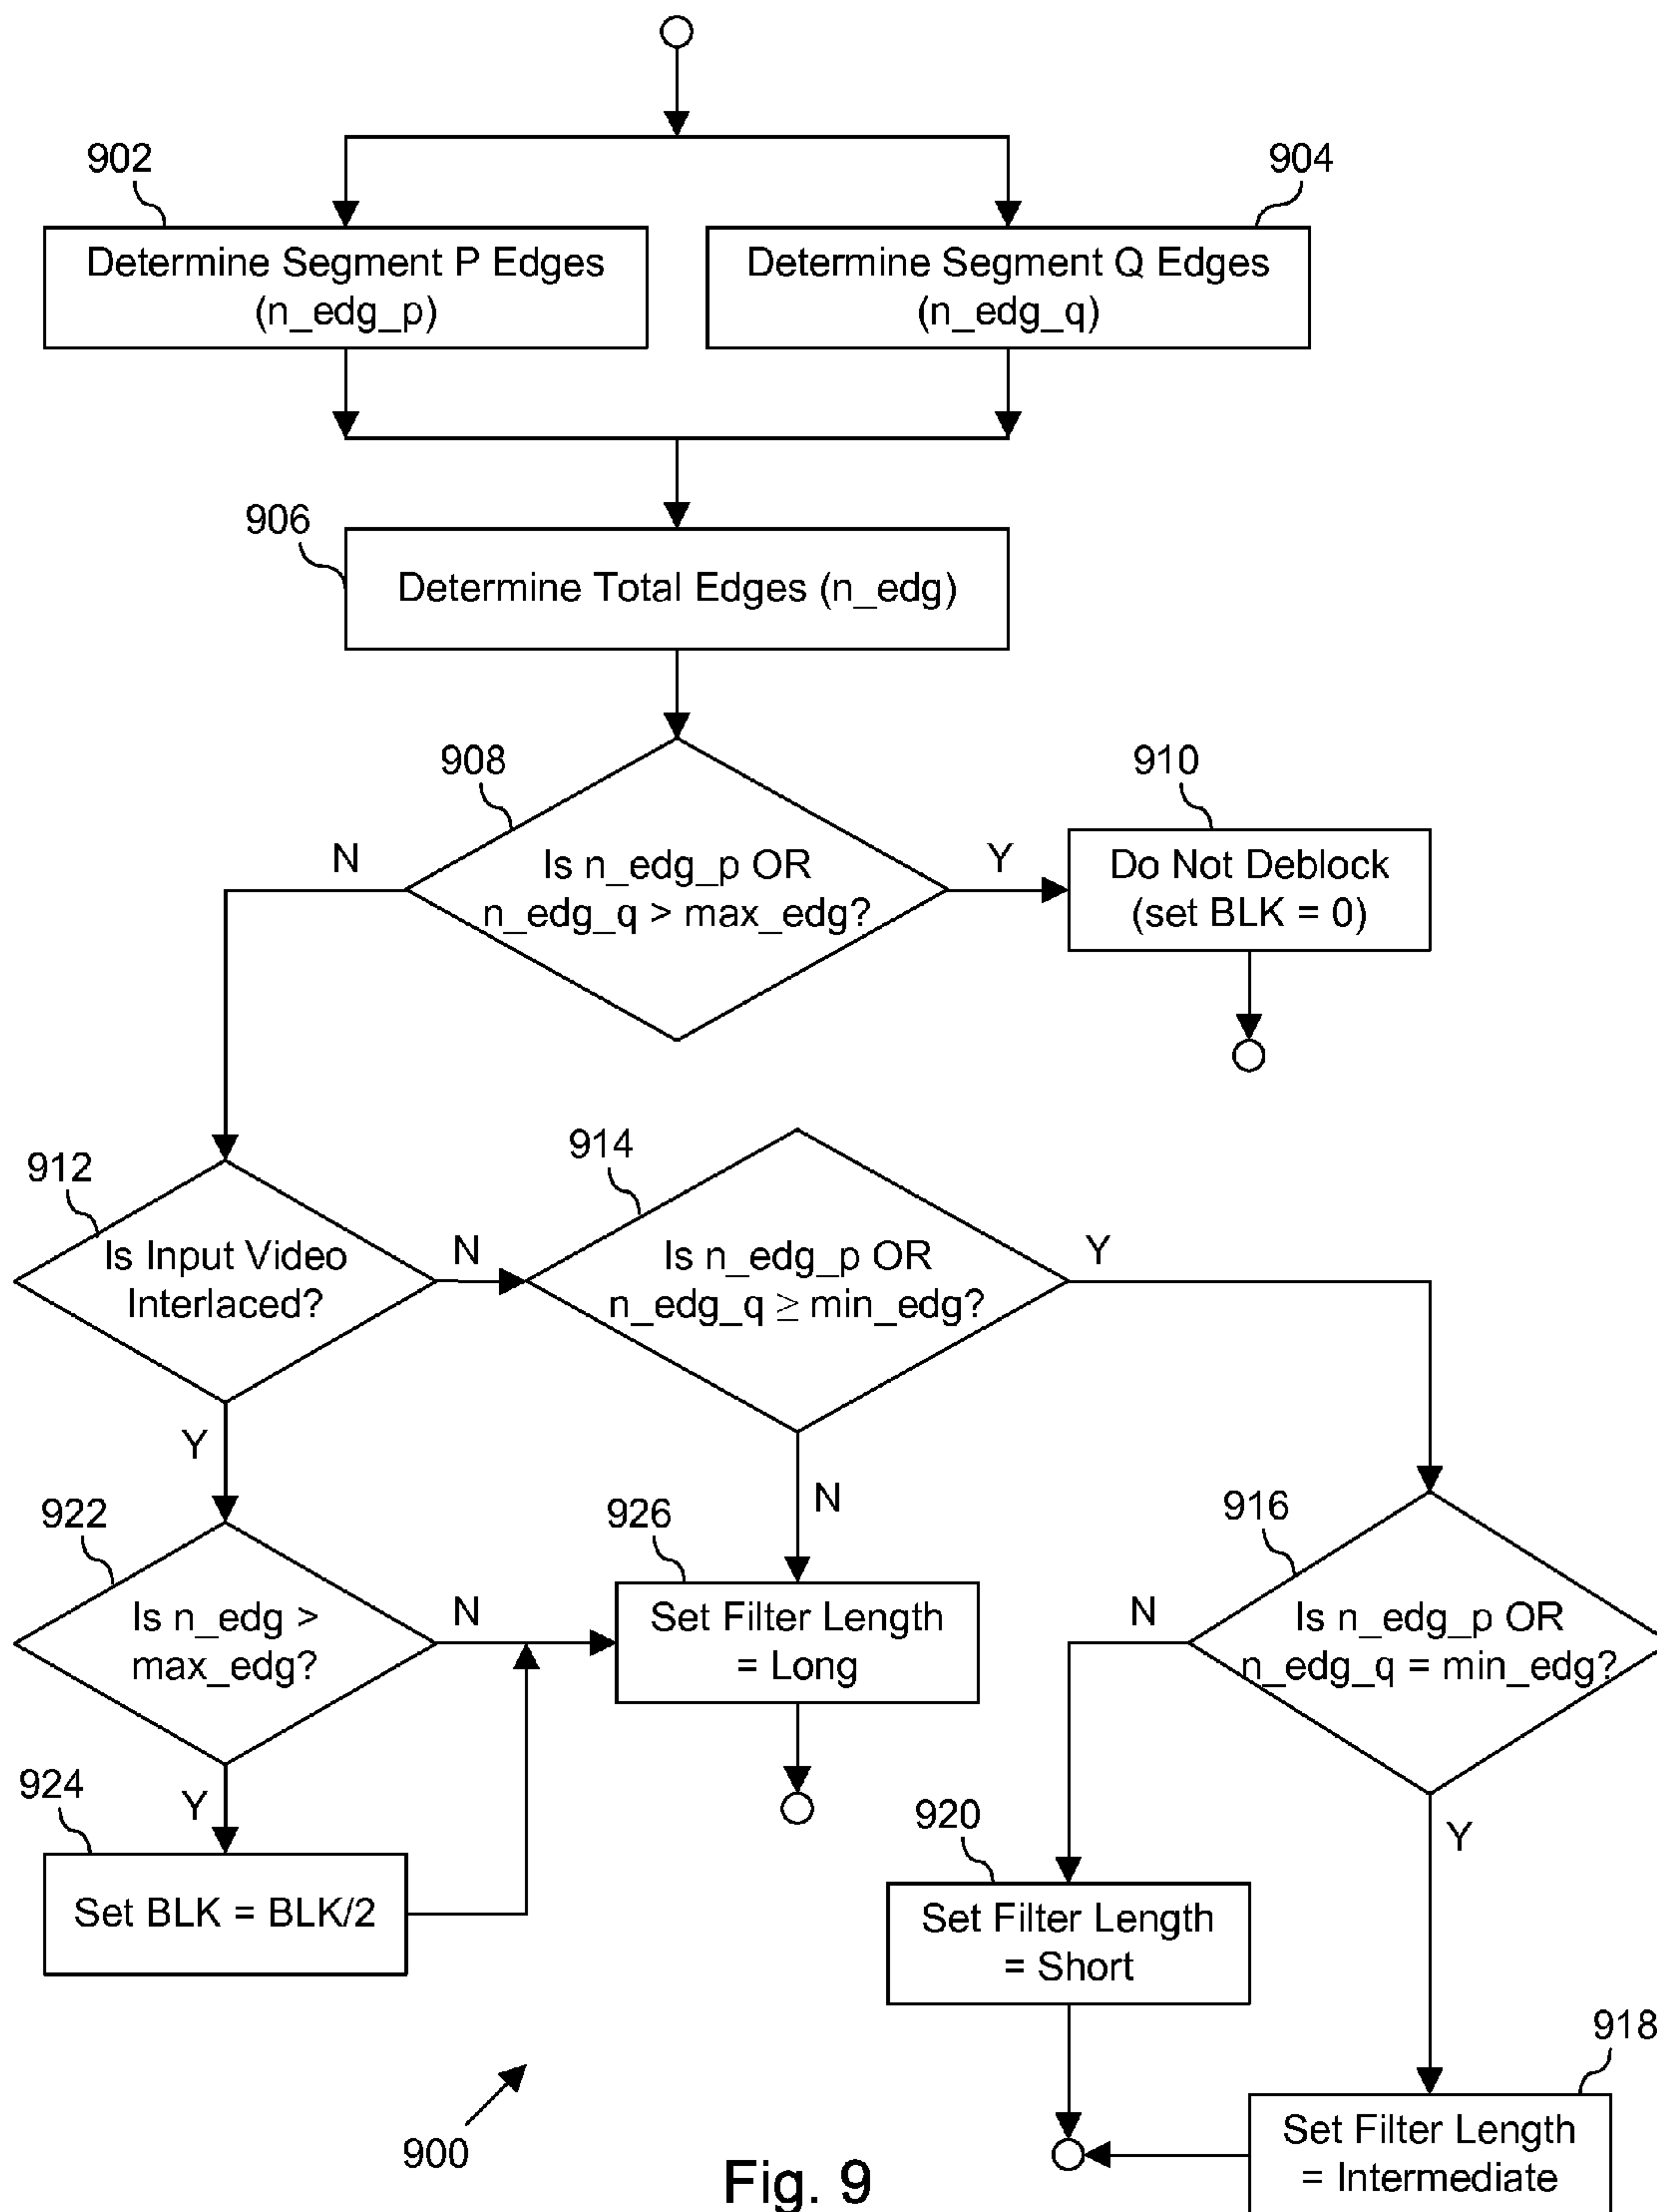 902
904
Determine Segment P Edges
(n_edg_p)
Determine Segment Q Edges
(n_edg_q)
906
Determine Total Edges (n_edg)
908
910
N
Is n_edg_p OR
n_edg_q > max_edg?
Y
Do Not Deblock
(set BLK = 0)
912
914
Is Input Video
Interlaced?
N
Is n_edg_p OR
n_edg_q ≥ min_edg?
Y
Y
N
922
926
916
Is n_edg >
max_edg?
N
Set Filter Length
= Long
N
Is n_edg_p OR
n_edg_q = min_edg?
924
Y
920
Y
Set BLK = BLK/2
Set Filter Length
= Short
918
900
Set Filter Length
= Intermediate
Fig. 9